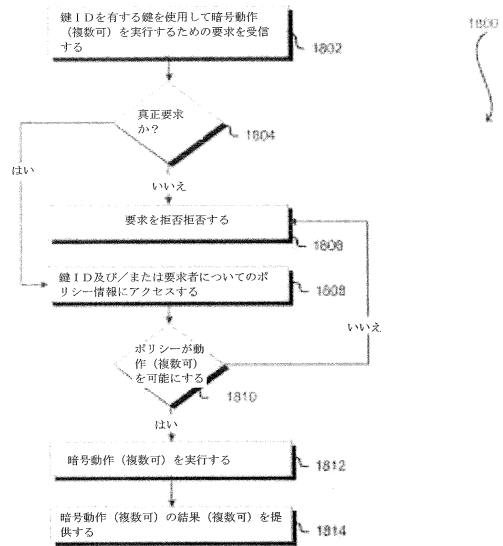 鍵IDを有する鍵を使用して暗号動作
(複数可)を実行するための要求を受信
する
1802
1800
真正要求
か?
1804
はい
いいえ
要求を拒否拒否する
1806
鍵ID及び/または要求者についてのポ
リシー情報にアクセスする
1808
いいえ
ポリシーが動
作(複数可)
を可能にする
1810
はい
暗号動作(複数可)を実行する
1812
暗号動作(複数可)の結果(複数可)を提
供する
1814